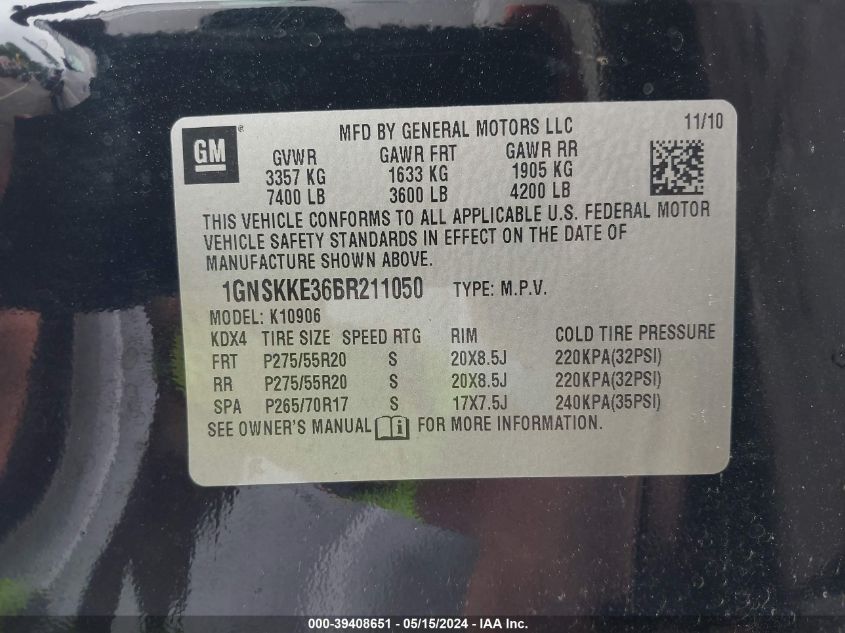 GM ®
MFD BY GENERAL MOTORS LLC 11/10
GVWR GAWR FRT GAWR RR
3357 KG 1633 KG 1905 KG
7400 LB 3600 LB 4200 LB
THIS VEHICLE CONFORMS TO ALL APPLICABLE U.S. FEDERAL MOTOR
VEHICLE SAFETY STANDARDS IN EFFECT ON THE DATE OF
MANUFACTURE SHOWN ABOVE.
1GNSKKE36BR211050 TYPE: M.P.V.
MODEL: K10906
KDX4 TIRE SIZE SPEED RTG RIM COLD TIRE PRESSURE
FRT P275/55R20 S 20X8.5J 220KPA(32PSI)
RR P275/55R20 S 20X8.5J 220KPA(32PSI)
SPA P265/70R17 S 17X7.5J 240KPA(35PSI)
SEE OWNER'S MANUAL i FOR MORE INFORMATION.
000-39408651 - 05/15/2024 - IAA Inc.